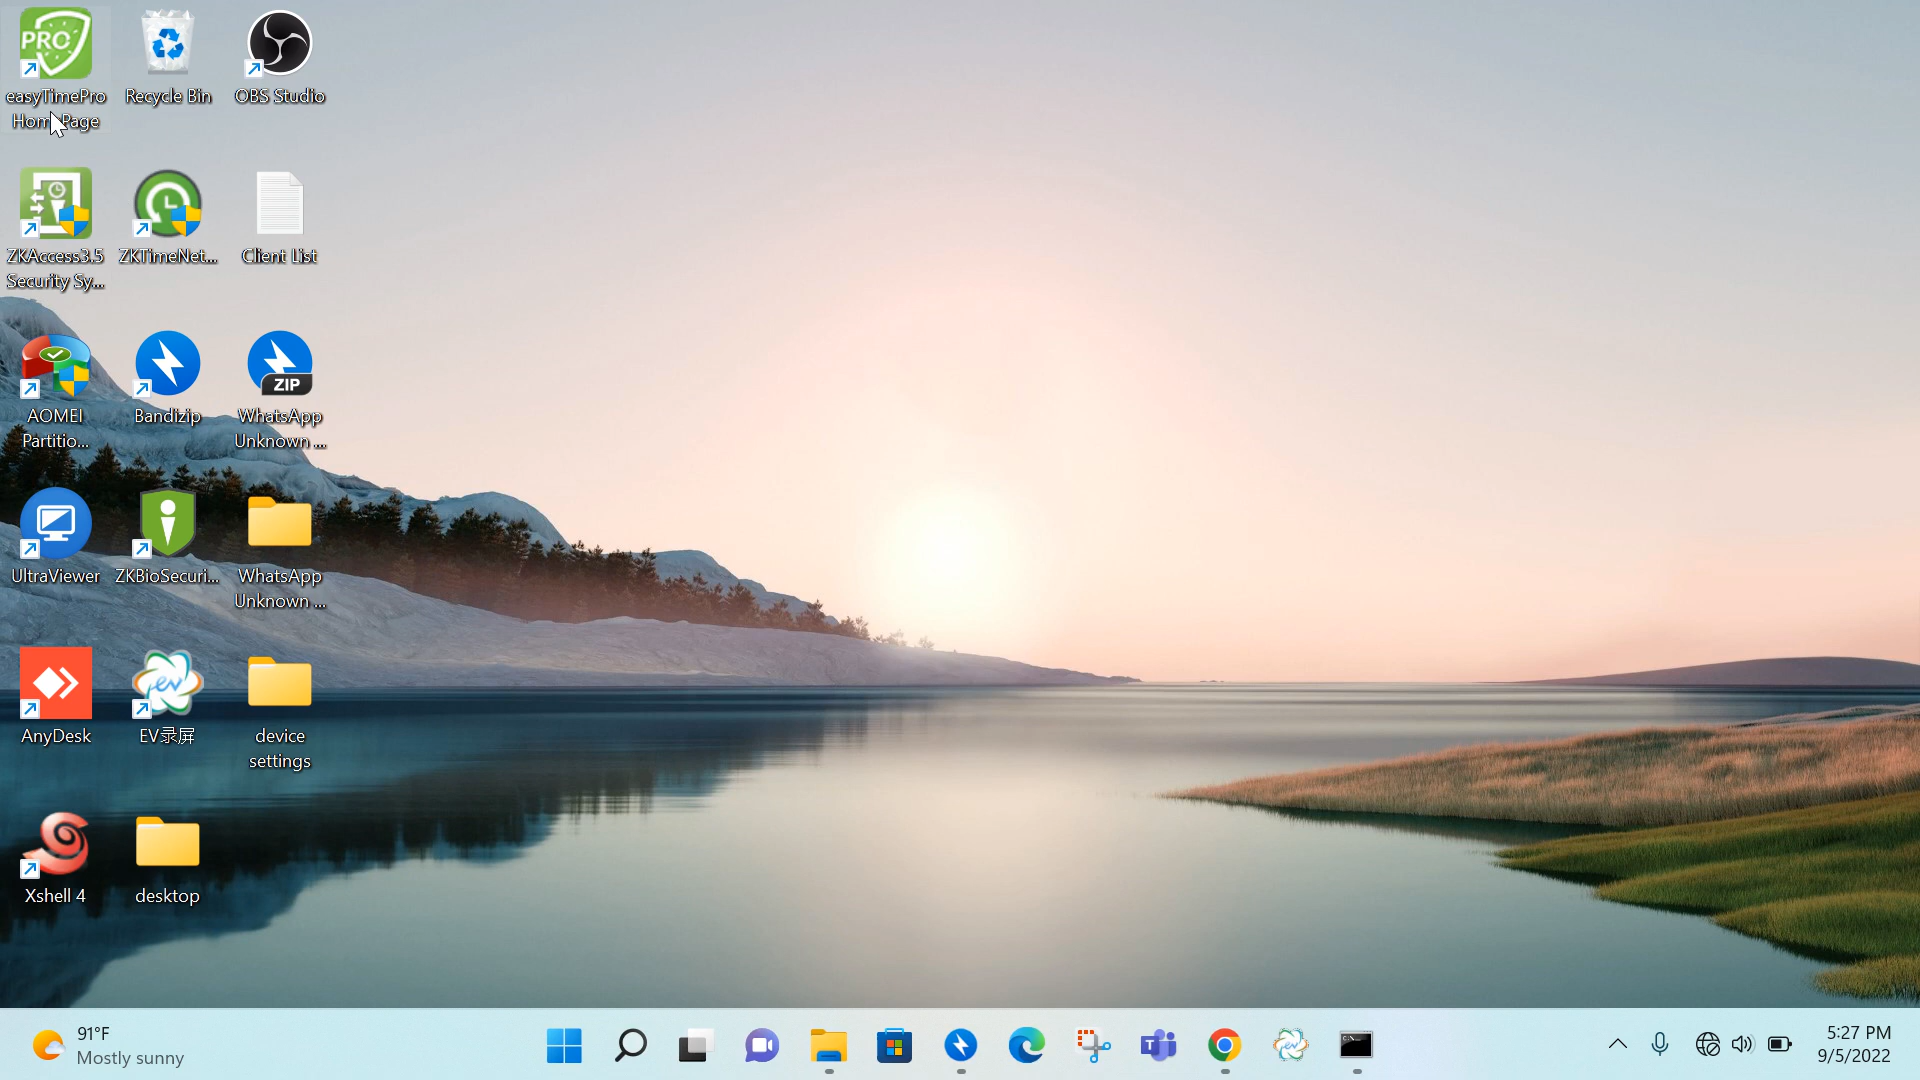 PRO
easyTimePro
Home Page
Recycle Bin
OBS Studio
ZKAccess3.5
Security Sy...
ZKTimeNet...
Client List
AOMEI
Partitio...
Bandizip
ZIP
WhatsApp
Unknown ...
UltraViewer
ZKBioSecuri...
WhatsApp
Unknown ...
AnyDesk
ev
EV录屏
device
settings
Xshell 4
desktop
91°F
Mostly sunny
T
ev
5:27 PM
9/5/2022